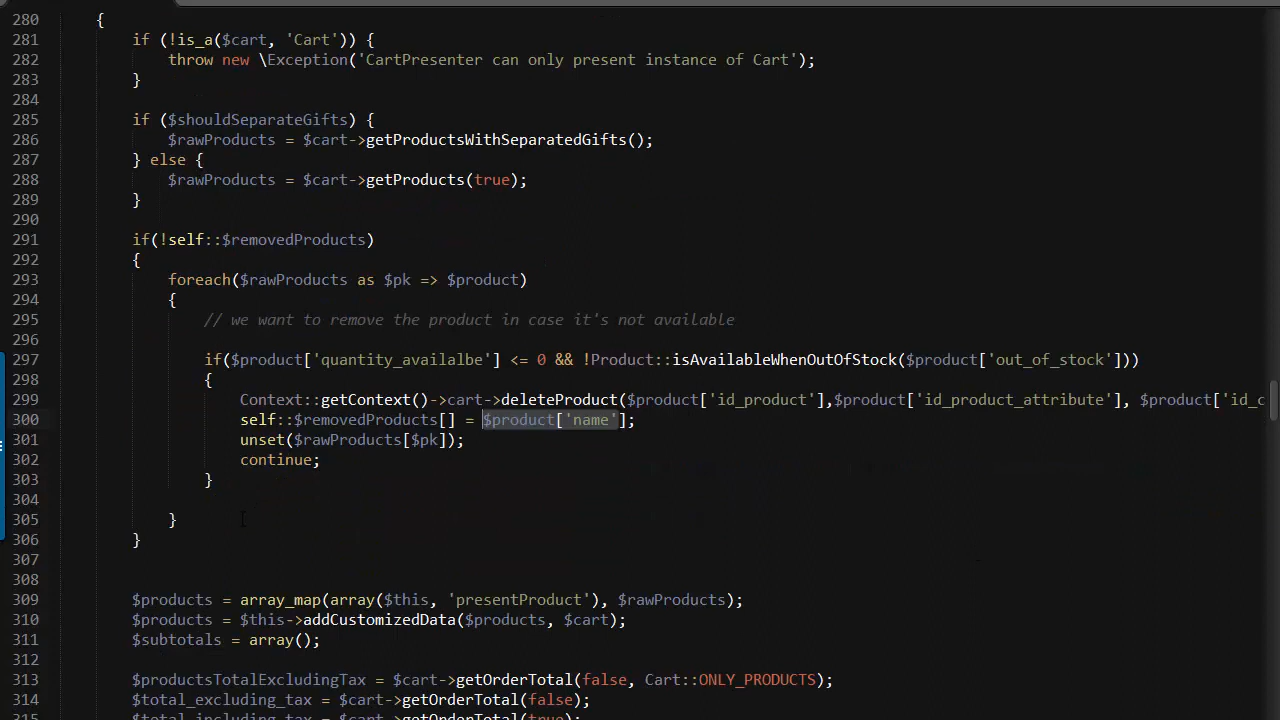 280 {
281 if (!is_a($cart, 'Cart')) {
282 throw new \Exception('CartPresenter can only present instance of Cart');
283 }
284
285 if ($shouldSeparateGifts) {
286 $rawProducts = $cart->getProductsWithSeparatedGifts();
287 } else {
288 $rawProducts = $cart->getProducts(true);
289 }
290
291 if(!self::$removedProducts)
292 {
293 foreach($rawProducts as $pk => $product)
294 {
295 // we want to remove the product in case it's not available
296
297 if($product['quantity_availalbe'] <= 0 && !Product::isAvailableWhenOutOfStock($product['out_of_stock']))
298 {
299 Context::getContext()->cart->deleteProduct($product['id_product'],$product['id_product_attribute'], $product['id_c
300 self::$removedProducts[] = $product['name'];
301 unset($rawProducts[$pk]);
302 continue;
303 }
304
305 }
306 }
307
308
309 $products = array_map(array($this, 'presentProduct'), $rawProducts);
310 $products = $this->addCustomizedData($products, $cart);
311 $subtotals = array();
312
313 $productsTotalExcludingTax = $cart->getOrderTotal(false, Cart::ONLY_PRODUCTS);
314 $total_excluding_tax = $cart->getOrderTotal(false);
315 $total_including_tax = $cart->getOrderTotal(true);